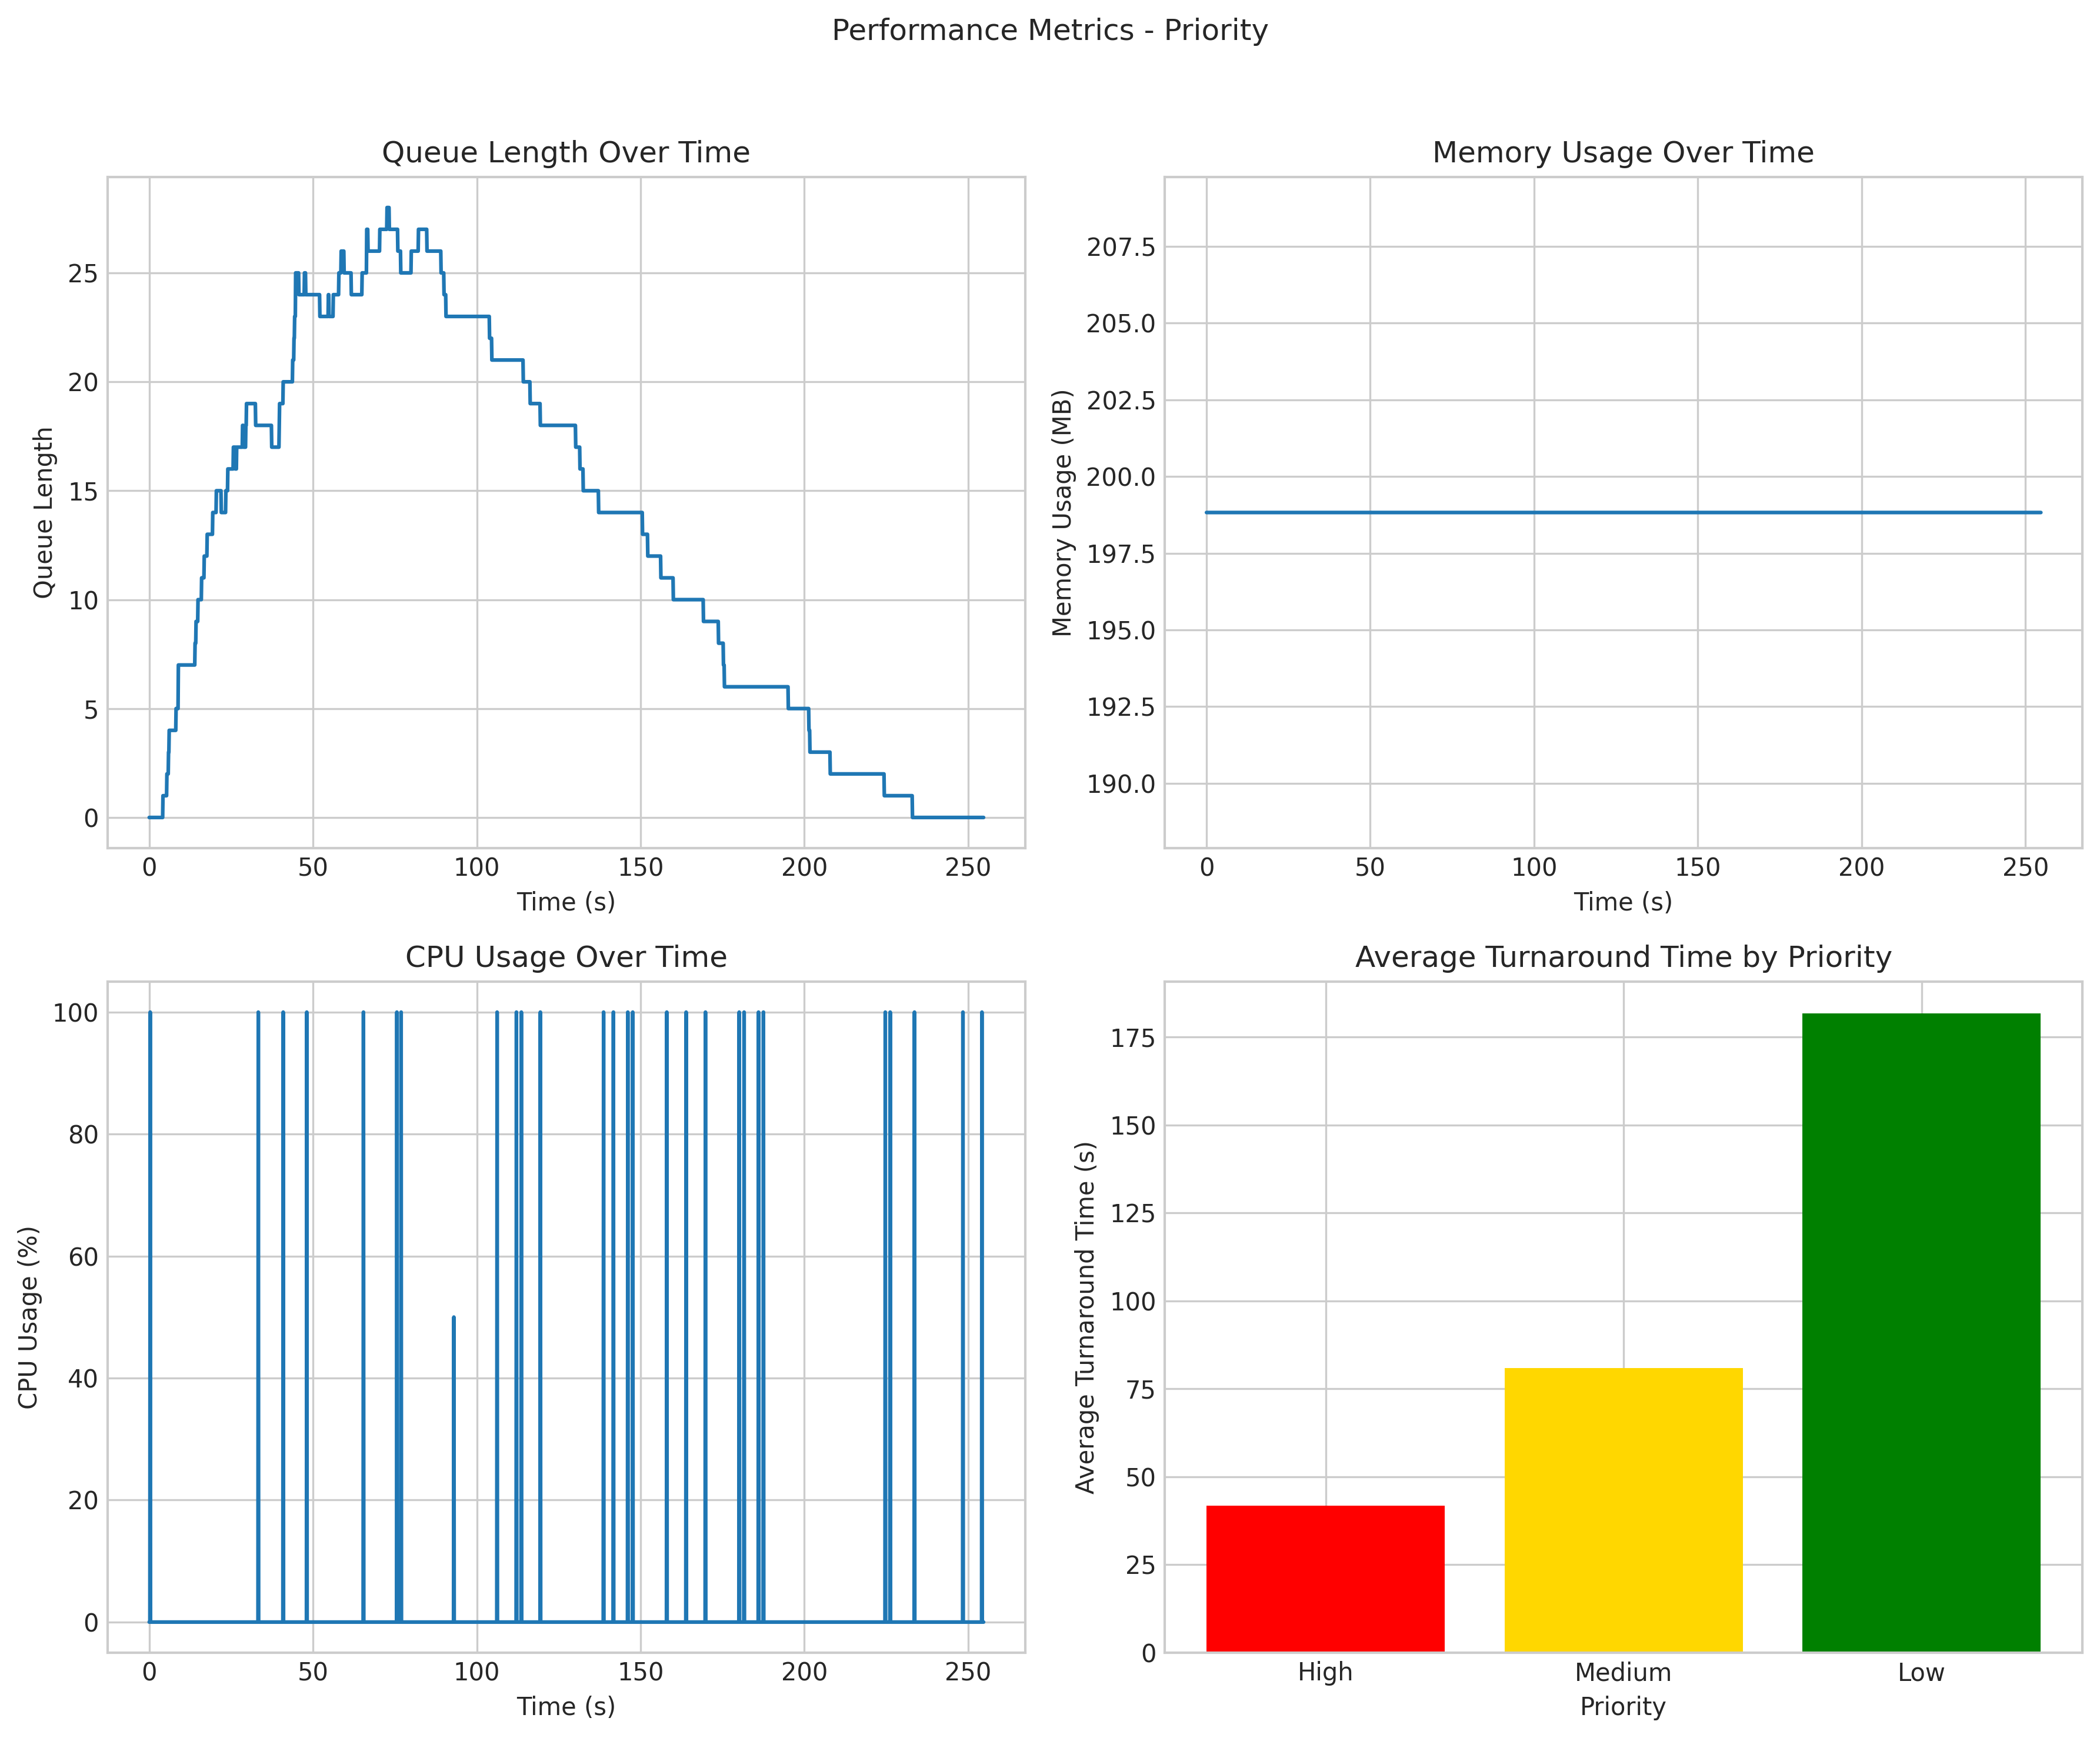 Performance Metrics - Priority
Queue Length Over Time
Queue Length
25
20
15
10
5
0
0 50 100 150 200 250
Time (s)
Memory Usage Over Time
Memory Usage (MB)
207.5
205.0
202.5
200.0
197.5
195.0
192.5
190.0
0 50 100 150 200 250
Time (s)
CPU Usage Over Time
CPU Usage (%)
100
80
60
40
20
0
0 50 100 150 200 250
Time (s)
Average Turnaround Time by Priority
Average Turnaround Time (s)
175
150
125
100
75
50
25
0
High Medium Low
Priority